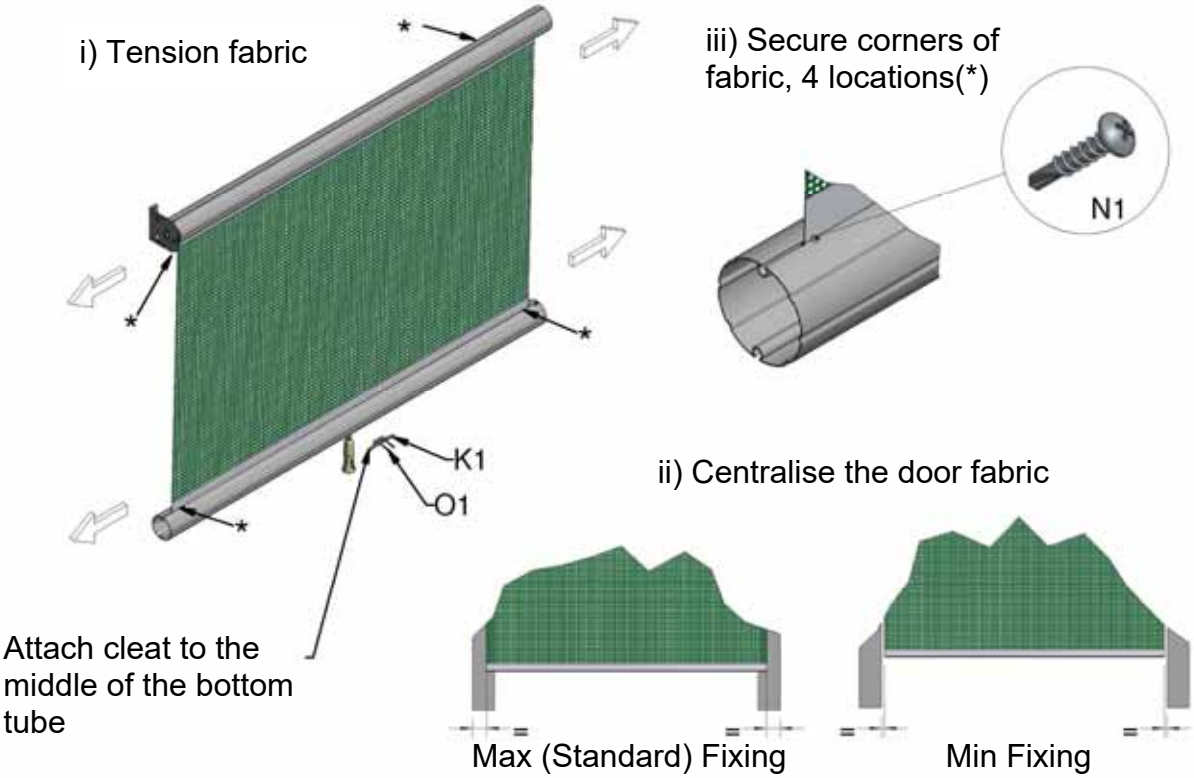 i) Tension fabric
*
iii) Secure corners of
fabric, 4 locations(*)
N1
*
*
K1
O1
*
ii) Centralise the door fabric
Attach cleat to the
middle of the bottom
tube
= = = =
Max (Standard) Fixing
Min Fixing